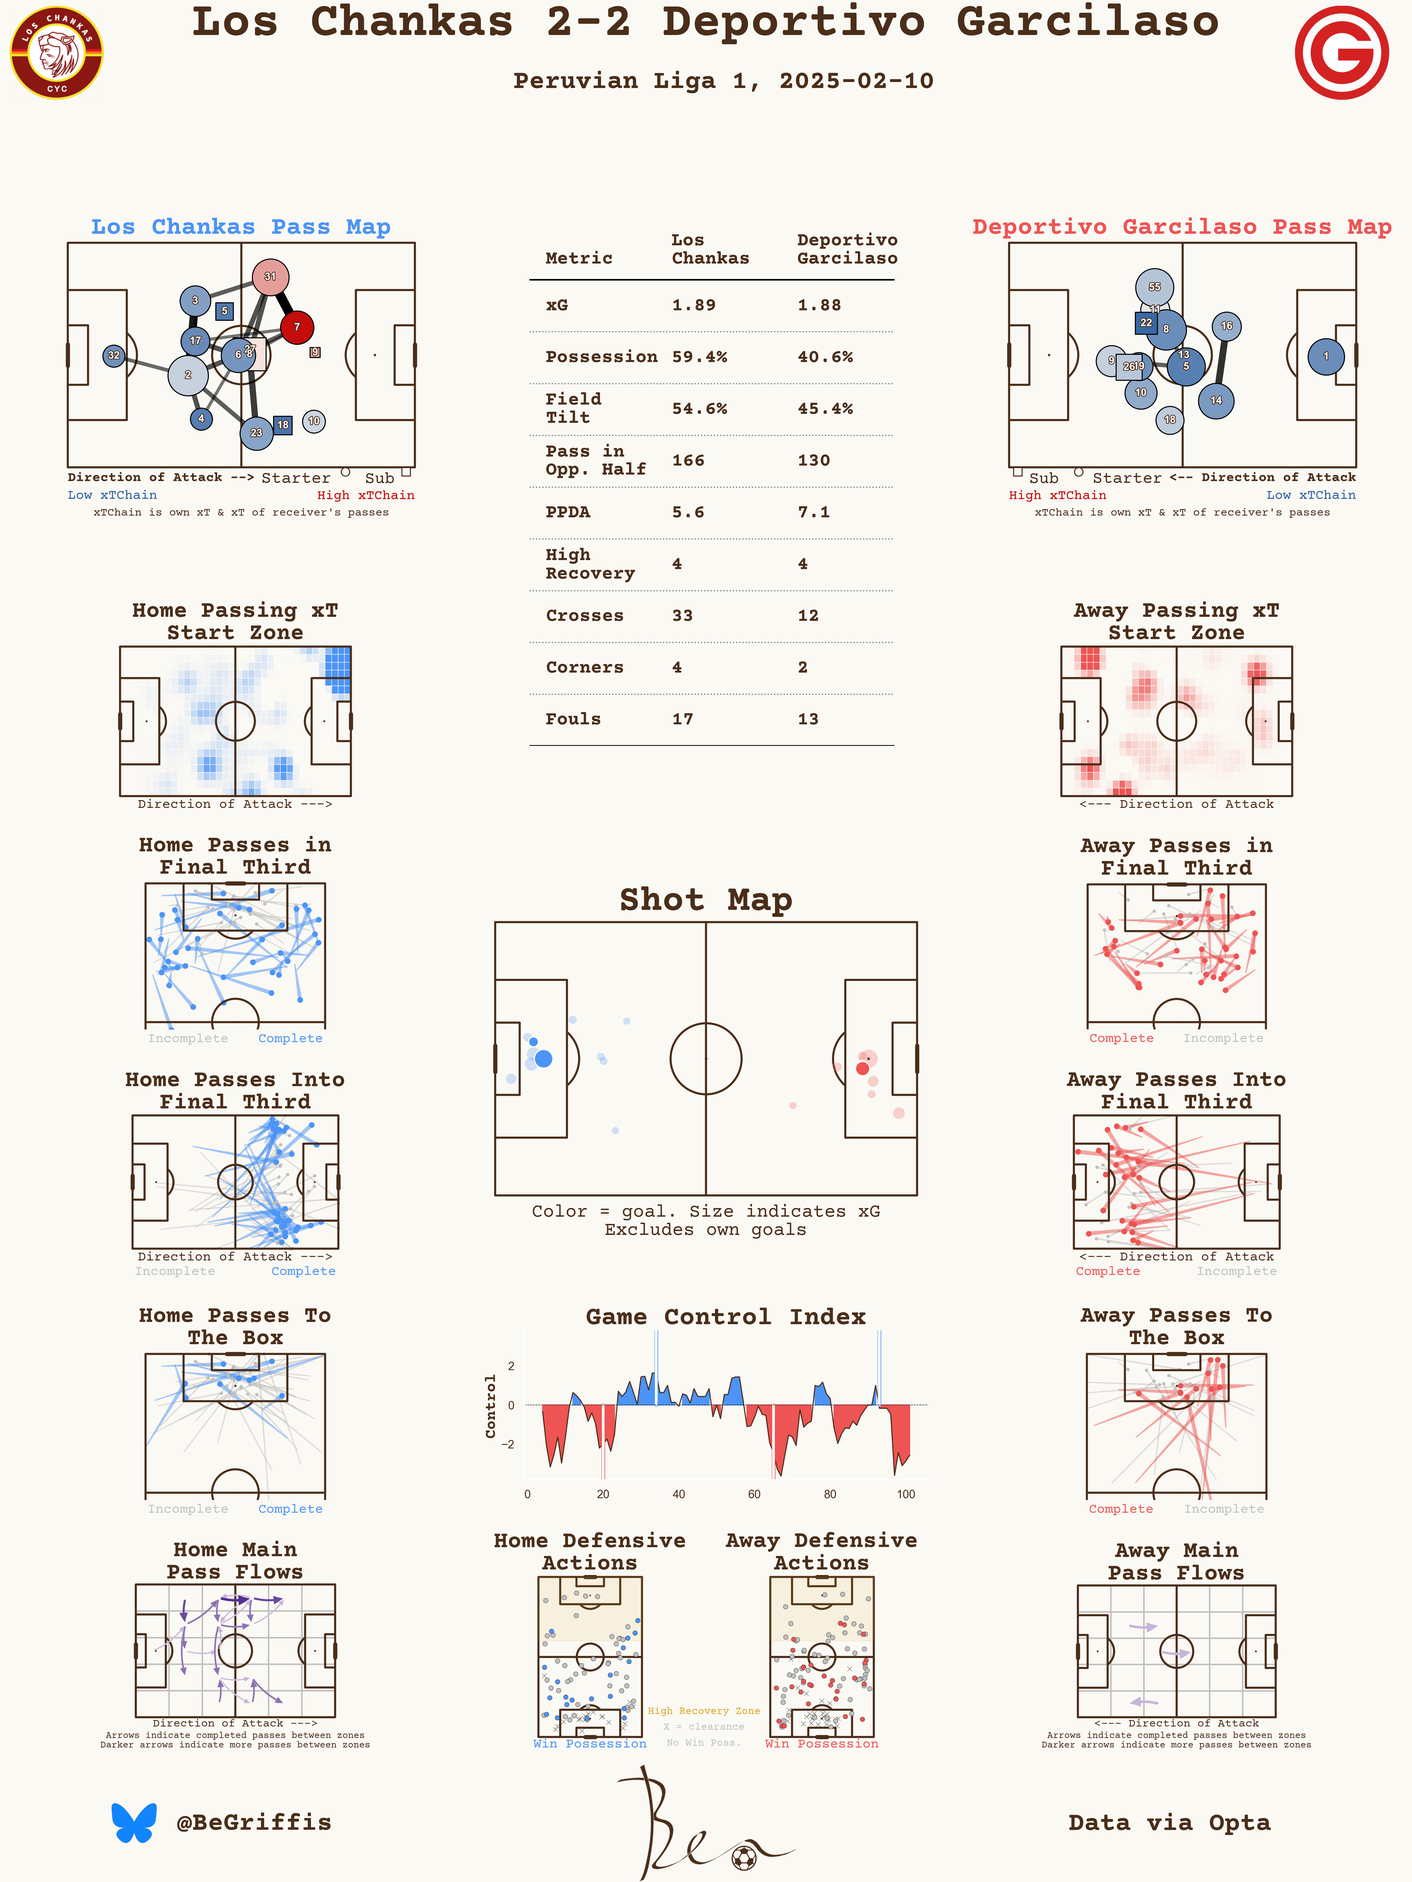 Los Chankas 2-2 Deportivo Garcilaso
Peruvian Liga 1, 2025-02-10
LOS CHANKAS
CYC
G
Los Chankas Pass Map
31
3
5
7
17
6
8
27
9
32
2
4
23
18
10
Direction of Attack --> Starter Sub
Low xTChain High xTChain
xTChain is own xT & xT of receiver's passes
Metric Los Chankas Deportivo Garcilaso
xG 1.89 1.88
Possession 59.4% 40.6%
Field Tilt 54.6% 45.4%
Pass in Opp. Half 166 130
PPDA 5.6 7.1
High Recovery 4 4
Crosses 33 12
Corners 4 2
Fouls 17 13
Deportivo Garcilaso Pass Map
55
11
22
8
16
9
26
19
13
5
1
10
14
18
Sub Starter <-- Direction of Attack
High xTChain Low xTChain
xTChain is own xT & xT of receiver's passes
Home Passing xT
Start Zone
Direction of Attack --->
Away Passing xT
Start Zone
<--- Direction of Attack
Home Passes in
Final Third
Incomplete Complete
Away Passes in
Final Third
Complete Incomplete
Shot Map
Color = goal. Size indicates xG
Excludes own goals
Home Passes Into
Final Third
Direction of Attack --->
Incomplete Complete
Away Passes Into
Final Third
<--- Direction of Attack
Complete Incomplete
Home Passes To
The Box
Incomplete Complete
Game Control Index
Control
2
0
−2
0 20 40 60 80 100
Away Passes To
The Box
Complete Incomplete
Home Main
Pass Flows
Direction of Attack --->
Arrows indicate completed passes between zones
Darker arrows indicate more passes between zones
Home Defensive
Actions
Win Possession
High Recovery Zone
X = clearance
No Win Poss.
Away Defensive
Actions
Win Possession
Away Main
Pass Flows
<--- Direction of Attack
Arrows indicate completed passes between zones
Darker arrows indicate more passes between zones
@BeGriffis
Ben
Data via Opta